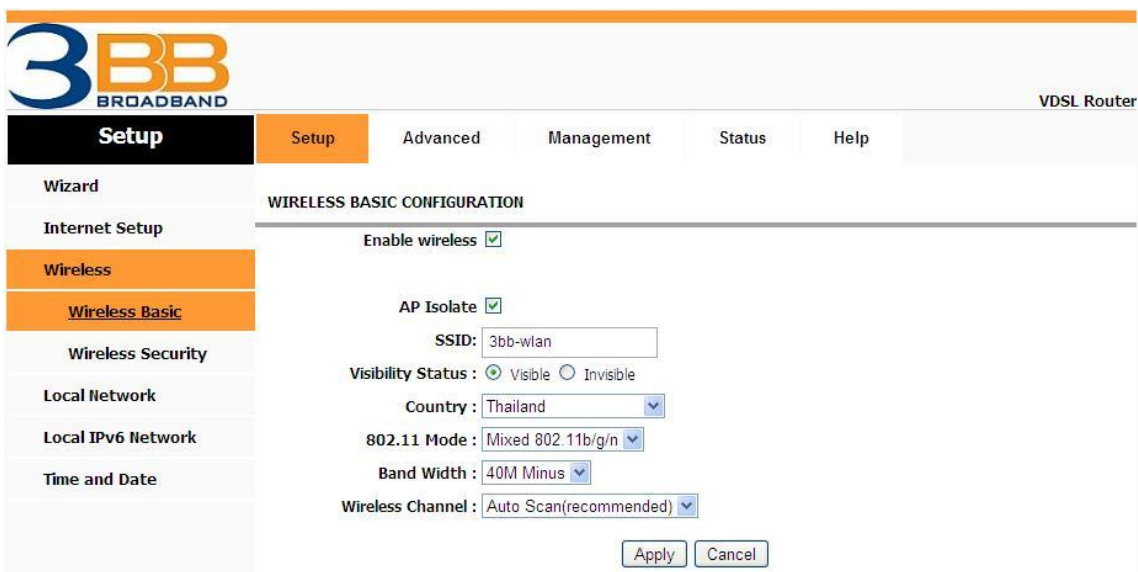 3BB
BROADBAND
VDSL Router
Setup
Setup Advanced Management Status Help
Wizard
Internet Setup
Wireless
Wireless Basic
Wireless Security
Local Network
Local IPv6 Network
Time and Date
WIRELESS BASIC CONFIGURATION
Enable wireless
AP Isolate
SSID: 3bb-wlan
Visibility Status : Visible Invisible
Country : Thailand
802.11 Mode : Mixed 802.11b/g/n
Band Width : 40M Minus
Wireless Channel : Auto Scan(recommended)
Apply Cancel